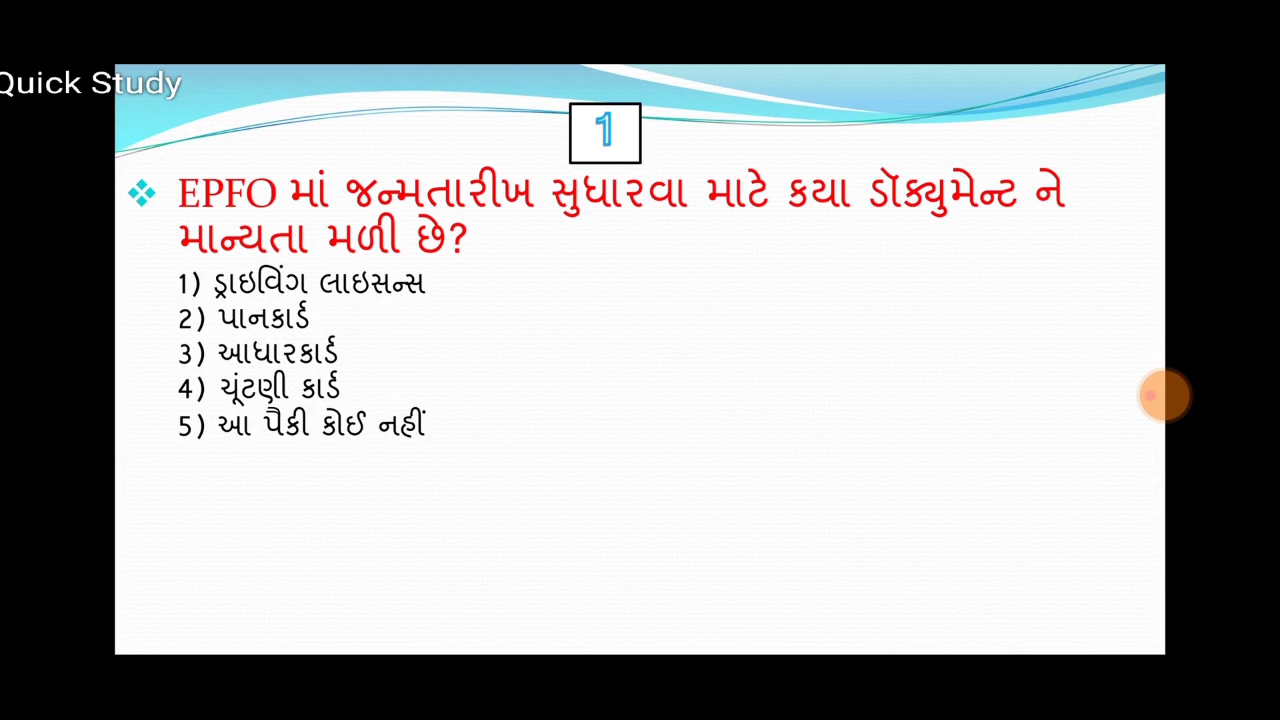 Quick Study
1
❖ EPFO માં જન્મતારીખ સુધારવા માટે કયા ડૉક્યુમેન્ટ ને
માન્યતા મળી છે?
1) ડ્રાઇવિંગ લાઇસન્સ
2) પાનકાર્ડ
3) આધારકાર્ડ
4) ચૂંટણી કાર્ડ
5) આ પૈકી કોઈ નહીં